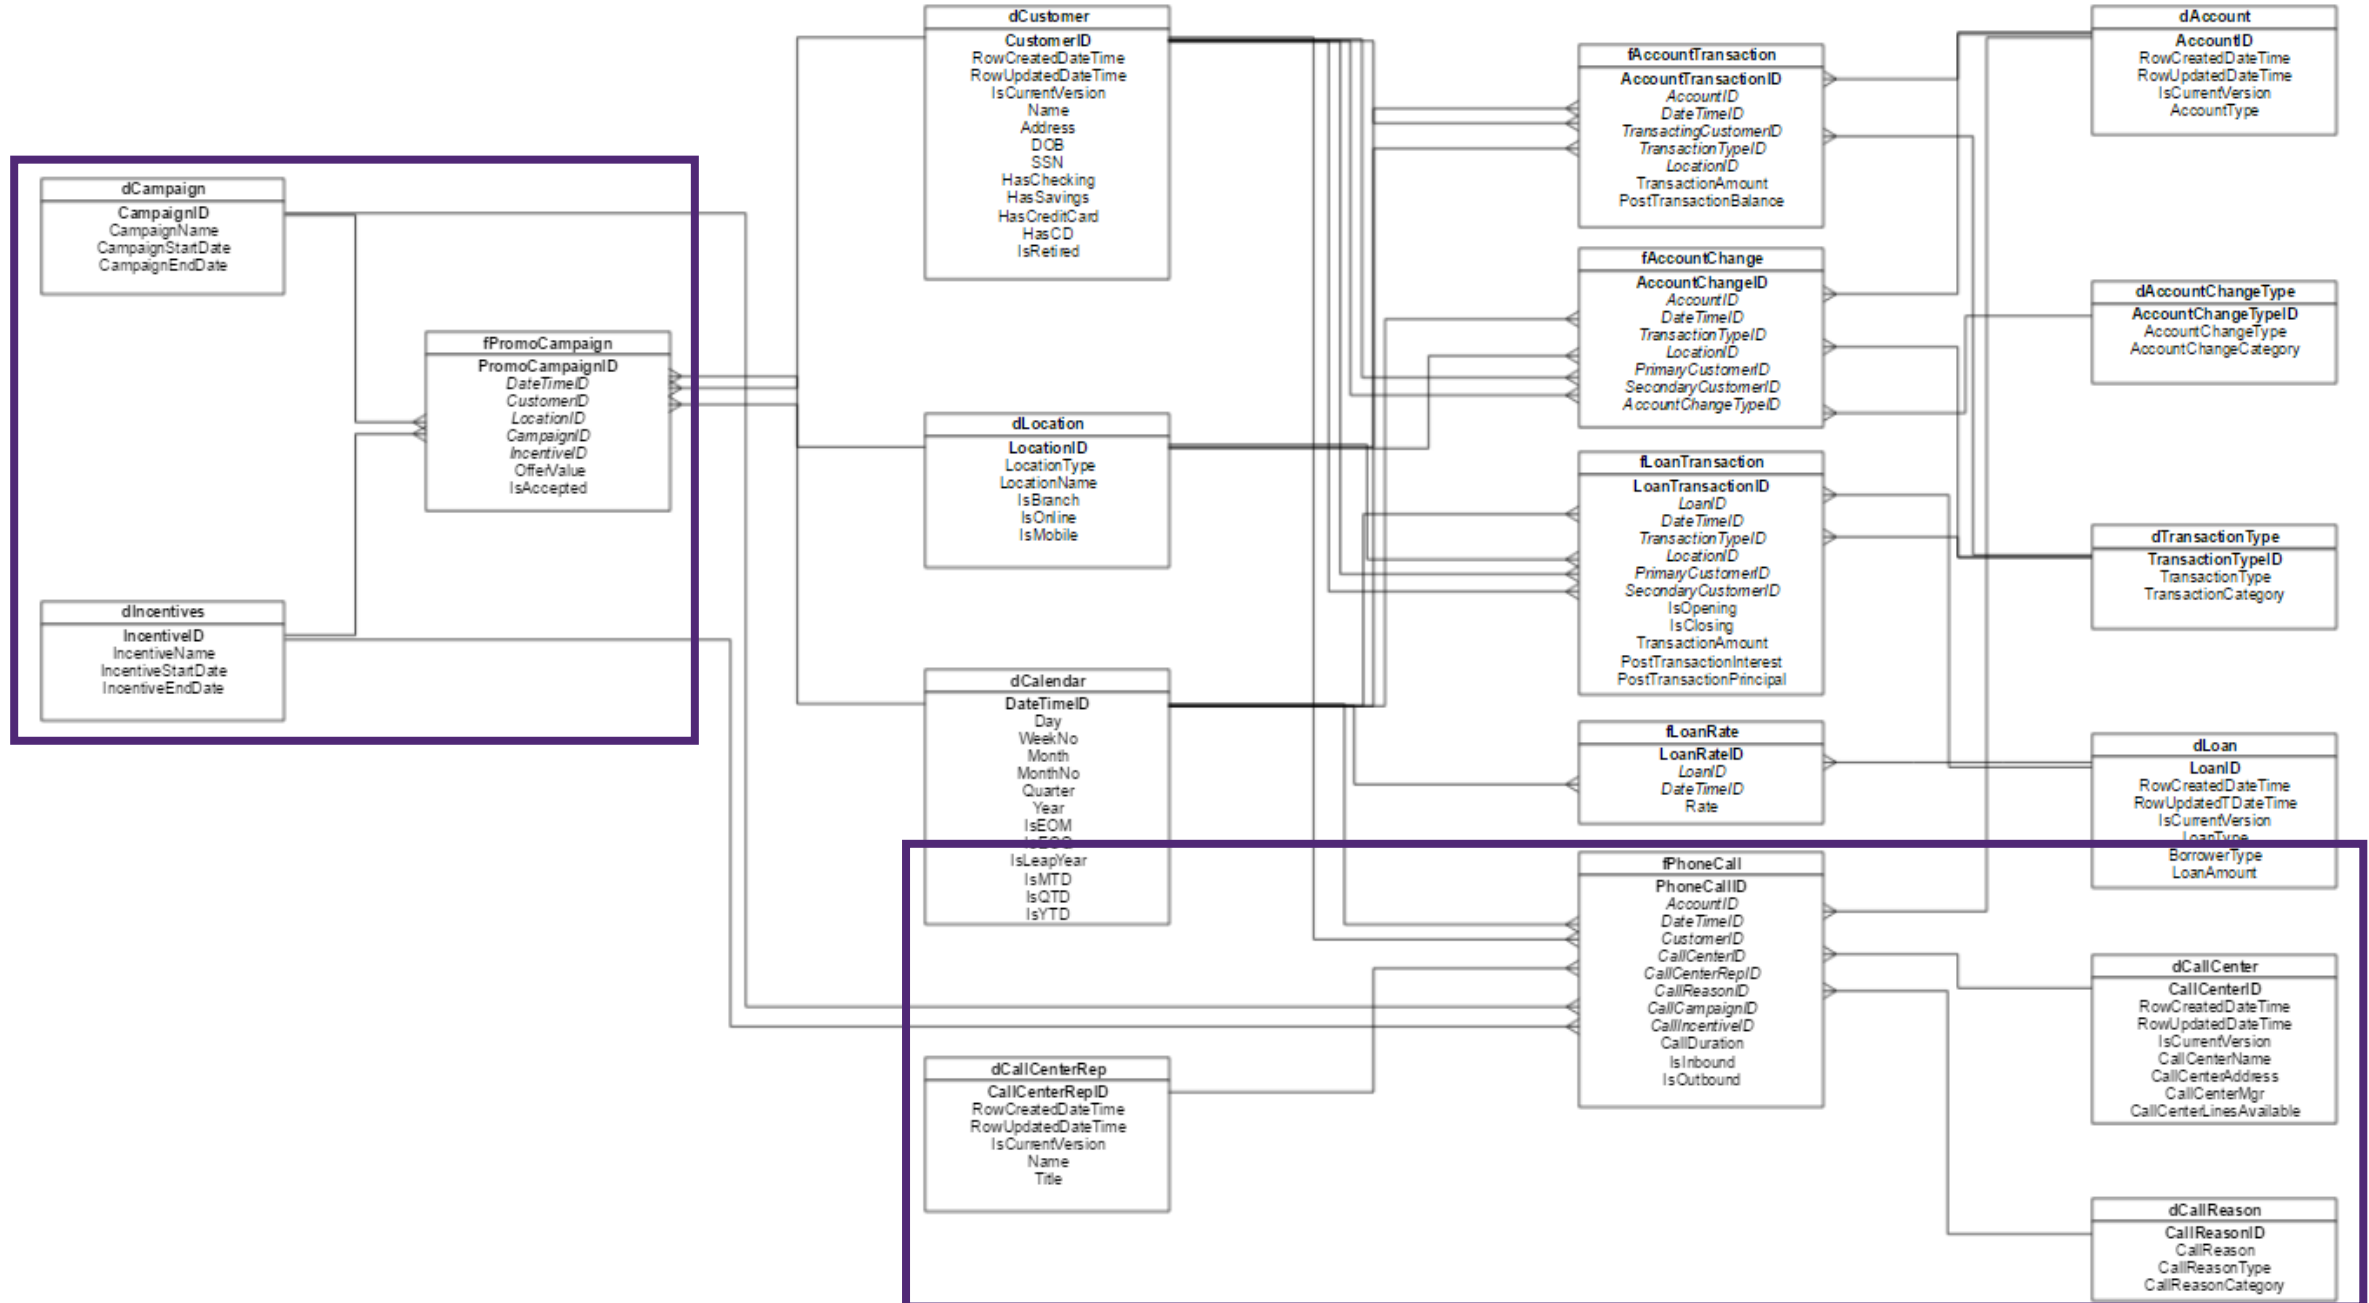 dCampaign
CampaignID
CampaignName
CampaignStartDate
CampaignEndDate
fPromoCampaign
PromoCampaignID
DateTimeID
CustomerID
LocationID
CampaignID
IncentiveID
OfferValue
IsAccepted
dIncentives
IncentiveID
IncentiveName
IncentiveStartDate
IncentiveEndDate
dCustomer
CustomerID
RowCreatedDateTime
RowUpdatedDateTime
IsCurrentVersion
Name
Address
DOB
SSN
HasChecking
HasSavings
HasCreditCard
HasCD
IsRetired
dLocation
LocationID
LocationType
LocationName
IsBranch
IsOnline
IsMobile
dCalendar
DateTimeID
Day
WeekNo
Month
MonthNo
Quarter
Year
IsEOM
IsLeapYear
IsMTD
IsQTD
IsYTD
dCallCenterRep
CallCenterRepID
RowCreatedDateTime
RowUpdatedDateTime
IsCurrentVersion
Name
Title
fAccountTransaction
AccountTransactionID
AccountID
DateTimeID
TransactingCustomerID
TransactionTypeID
LocationID
TransactionAmount
PostTransactionBalance
fAccountChange
AccountChangeID
AccountID
DateTimeID
TransactionTypeID
LocationID
PrimaryCustomerID
SecondaryCustomerID
AccountChangeTypeID
fLoanTransaction
LoanTransactionID
LoanID
DateTimeID
TransactionTypeID
LocationID
PrimaryCustomerID
SecondaryCustomerID
IsOpening
IsClosing
TransactionAmount
PostTransactionInterest
PostTransactionPrincipal
fLoanRate
LoanRateID
LoanID
DateTimeID
Rate
fPhoneCall
PhoneCallID
AccountID
DateTimeID
CustomerID
CallCenterID
CallCenterRepID
CallReasonID
CallCampaignID
CallIncentiveID
CallDuration
IsInbound
IsOutbound
dAccount
AccountID
RowCreatedDateTime
RowUpdatedDateTime
IsCurrentVersion
AccountType
dAccountChangeType
AccountChangeTypeID
AccountChangeType
AccountChangeCategory
dTransactionType
TransactionTypeID
TransactionType
TransactionCategory
dLoan
LoanID
RowCreatedDateTime
RowUpdatedTDateTime
IsCurrentVersion
LoanType
BorrowerType
LoanAmount
dCallCenter
CallCenterID
RowCreatedDateTime
RowUpdatedDateTime
IsCurrentVersion
CallCenterName
CallCenterAddress
CallCenterMgr
CallCenterLinesAvailable
dCallReason
CallReasonID
CallReason
CallReasonType
CallReasonCategory